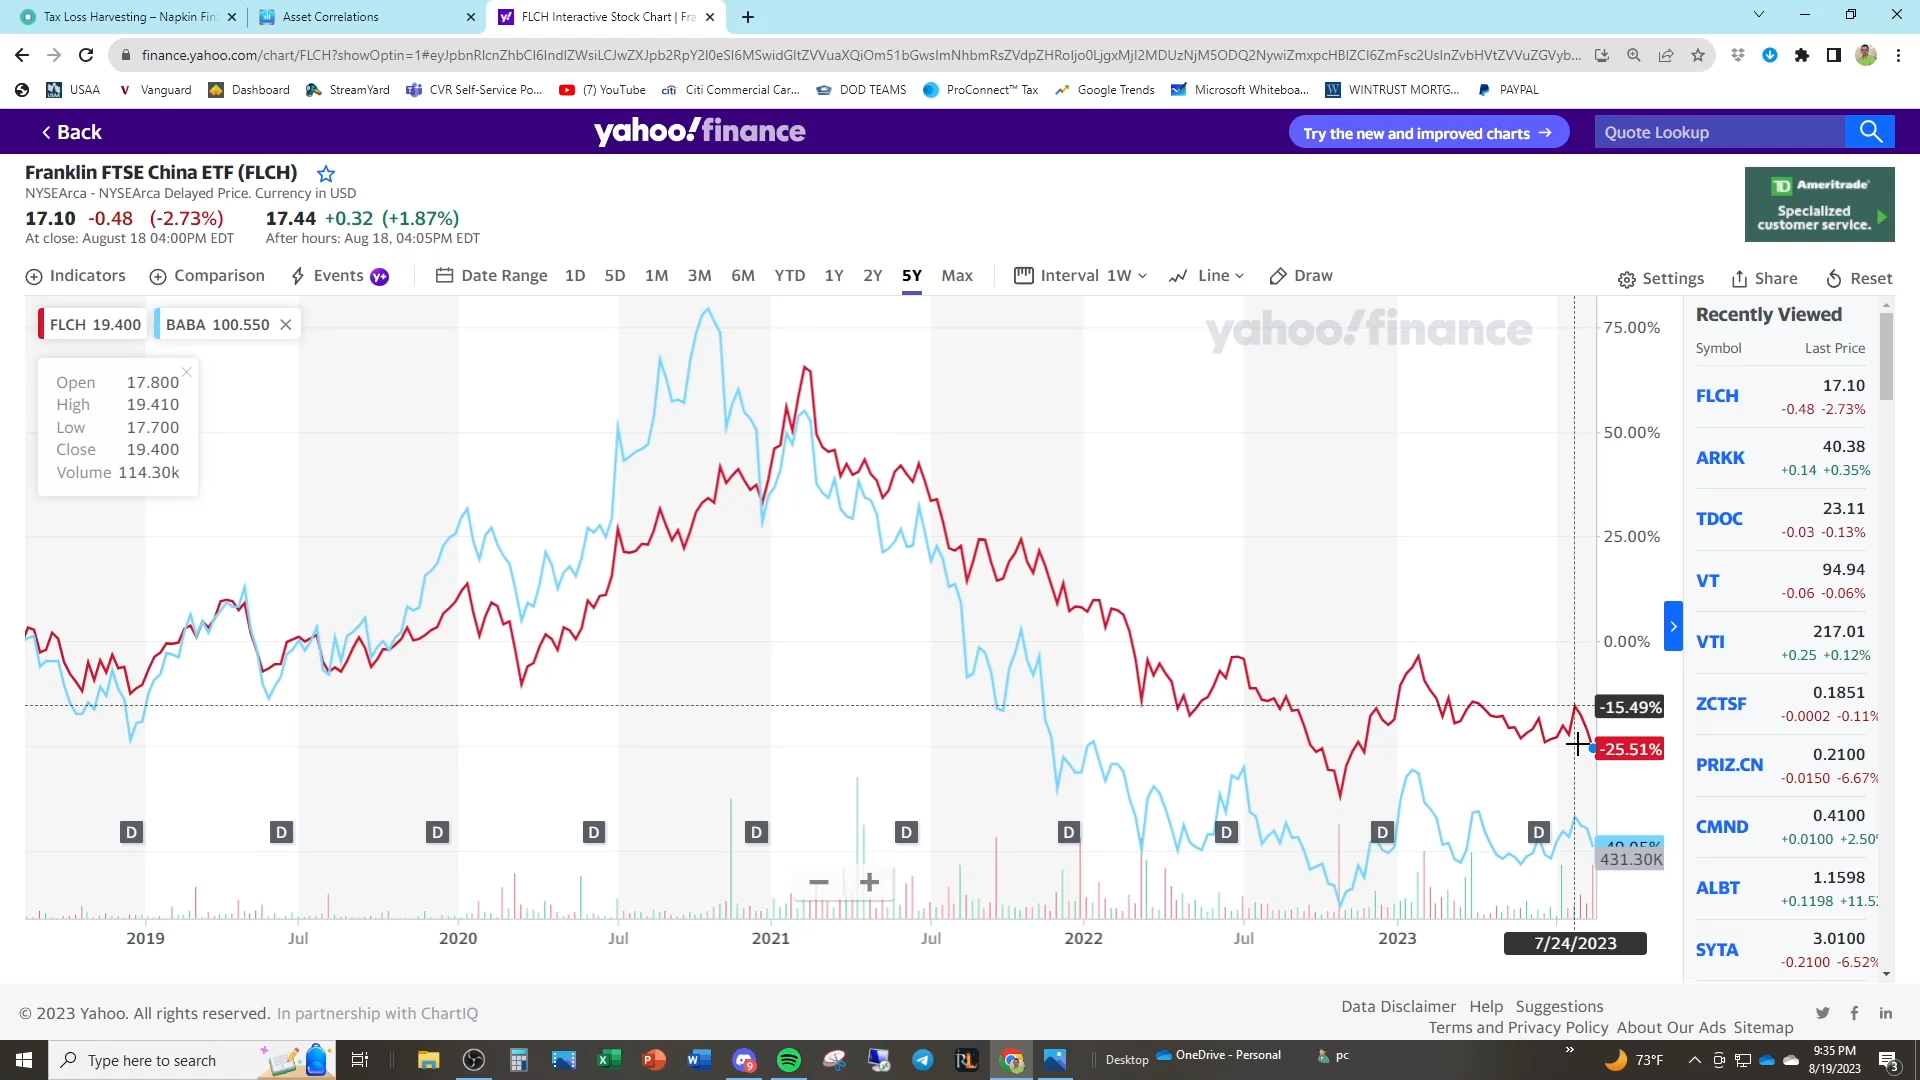 Tax Loss Harvesting – Napkin Fin
Asset Correlations
FLCH Interactive Stock Chart | Fra
finance.yahoo.com/chart/FLCH?showOptin=1#eyJpbnRlcnZhbCI6IndlZWsiLCJwZXJpb2RpY2l0eSI6MSwidGltZVVuaXQiOm51bGwsImNhbmRsZVdpZHRoIjo0LjgxMjI2MDUzNjM5ODQ2NywiZmxpcHBlZCI6ZmFsc2UsInZvbHVtZVVuZGVyb...
USAA Vanguard Dashboard StreamYard CVR Self-Service Po... (7) YouTube Citi Commercial Car... DOD TEAMS ProConnect™ Tax Google Trends Microsoft Whiteboa... WINTRUST MORTG... PAYPAL
Back
yahoo!finance
Try the new and improved charts →
Quote Lookup
Franklin FTSE China ETF (FLCH)
NYSEArca - NYSEArca Delayed Price. Currency in USD
17.10 -0.48 (-2.73%) 17.44 +0.32 (+1.87%)
At close: August 18 04:00PM EDT After hours: Aug 18, 04:05PM EDT
TD Ameritrade
Specialized
customer service.
Indicators Comparison Events y+ Date Range 1D 5D 1M 3M 6M YTD 1Y 2Y 5Y Max Interval 1W Line Draw Settings Share Reset
FLCH 19.400 BABA 100.550
Open 17.800
High 19.410
Low 17.700
Close 19.400
Volume 114.30k
yahoo!finance
75.00%
50.00%
25.00%
0.00%
-15.49%
-25.51%
431.30K
D D D D D D D D D D
2019 Jul 2020 Jul 2021 Jul 2022 Jul 2023 7/24/2023
Recently Viewed
Symbol Last Price
FLCH 17.10
-0.48 -2.73%
ARKK 40.38
+0.14 +0.35%
TDOC 23.11
-0.03 -0.13%
VT 94.94
-0.06 -0.06%
VTI 217.01
+0.25 +0.12%
ZCTSF 0.1851
-0.0002 -0.11%
PRIZ.CN 0.2100
-0.0150 -6.67%
CMND 0.4100
+0.0100 +2.50%
ALBT 1.1598
+0.1198 +11.5
SYTA 3.0100
-0.2100 -6.52%
© 2023 Yahoo. All rights reserved. In partnership with ChartIQ
Data Disclaimer Help Suggestions
Terms and Privacy Policy About Our Ads Sitemap
Type here to search
Desktop
OneDrive - Personal
pc
73°F
9:35 PM
8/19/2023
3